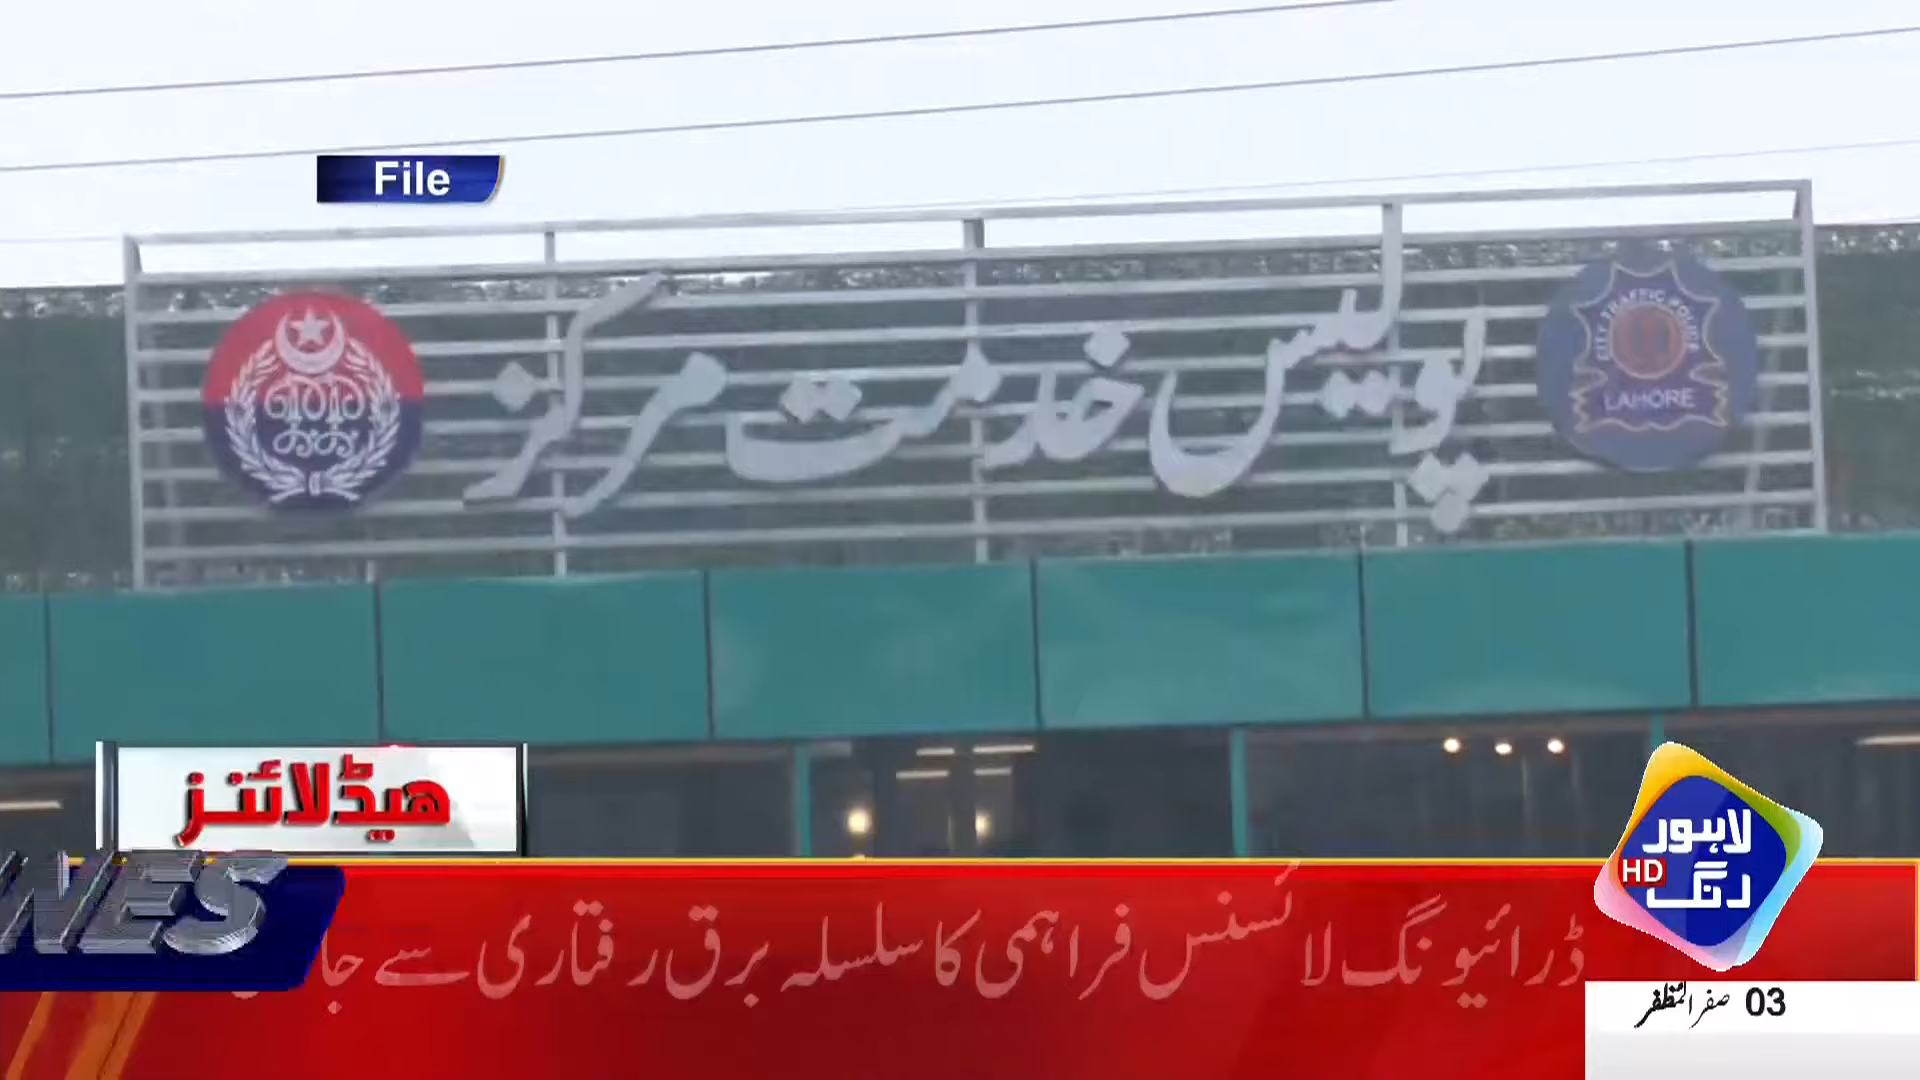 File
پولیس خدمت مرکز
CITY TRAFFIC POLICE
LAHORE
ہیڈلائنز
لاہور
رنگ
HD
ڈرائیونگ لائسنس فراہمی کا سلسلہ برق رفتاری سے
03 صفر المظفر